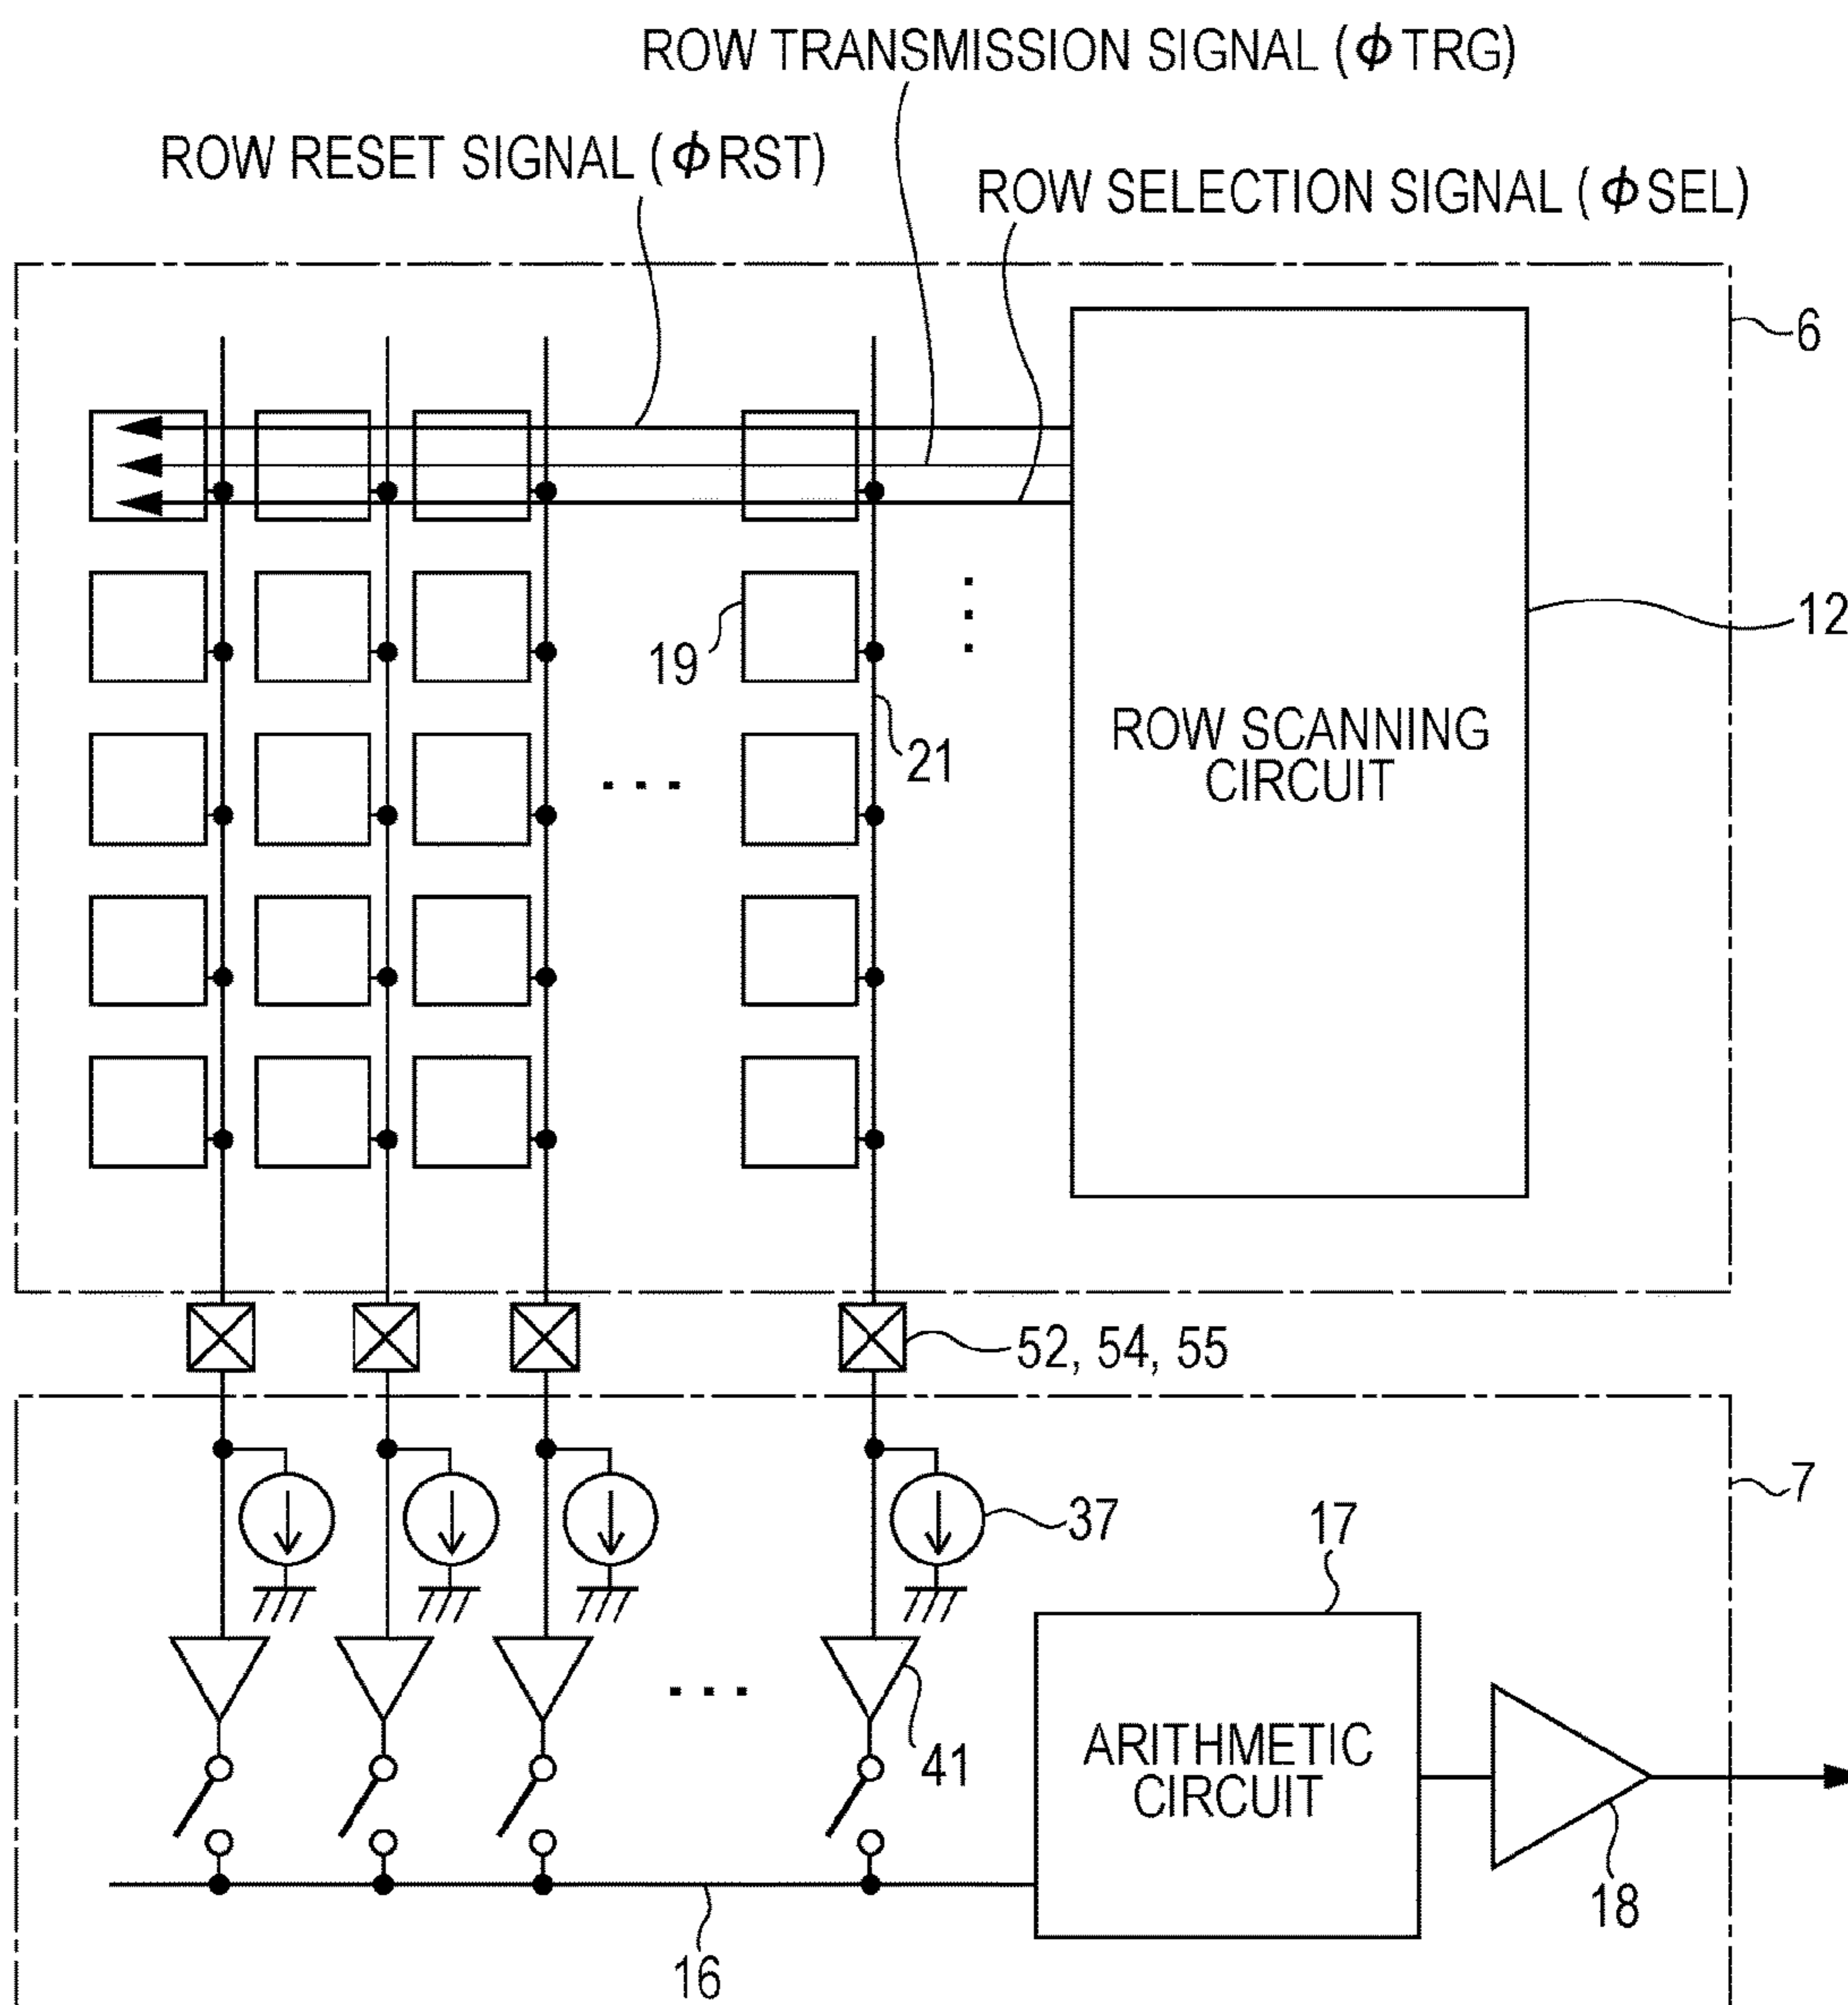 ROW TRANSMISSION SIGNAL (ϕTRG)
ROW RESET SIGNAL (ϕRST)
ROW SELECTION SIGNAL (ϕSEL)
6
12
19
21
ROW SCANNING
CIRCUIT
52, 54, 55
7
37
17
41
ARITHMETIC
CIRCUIT
18
16